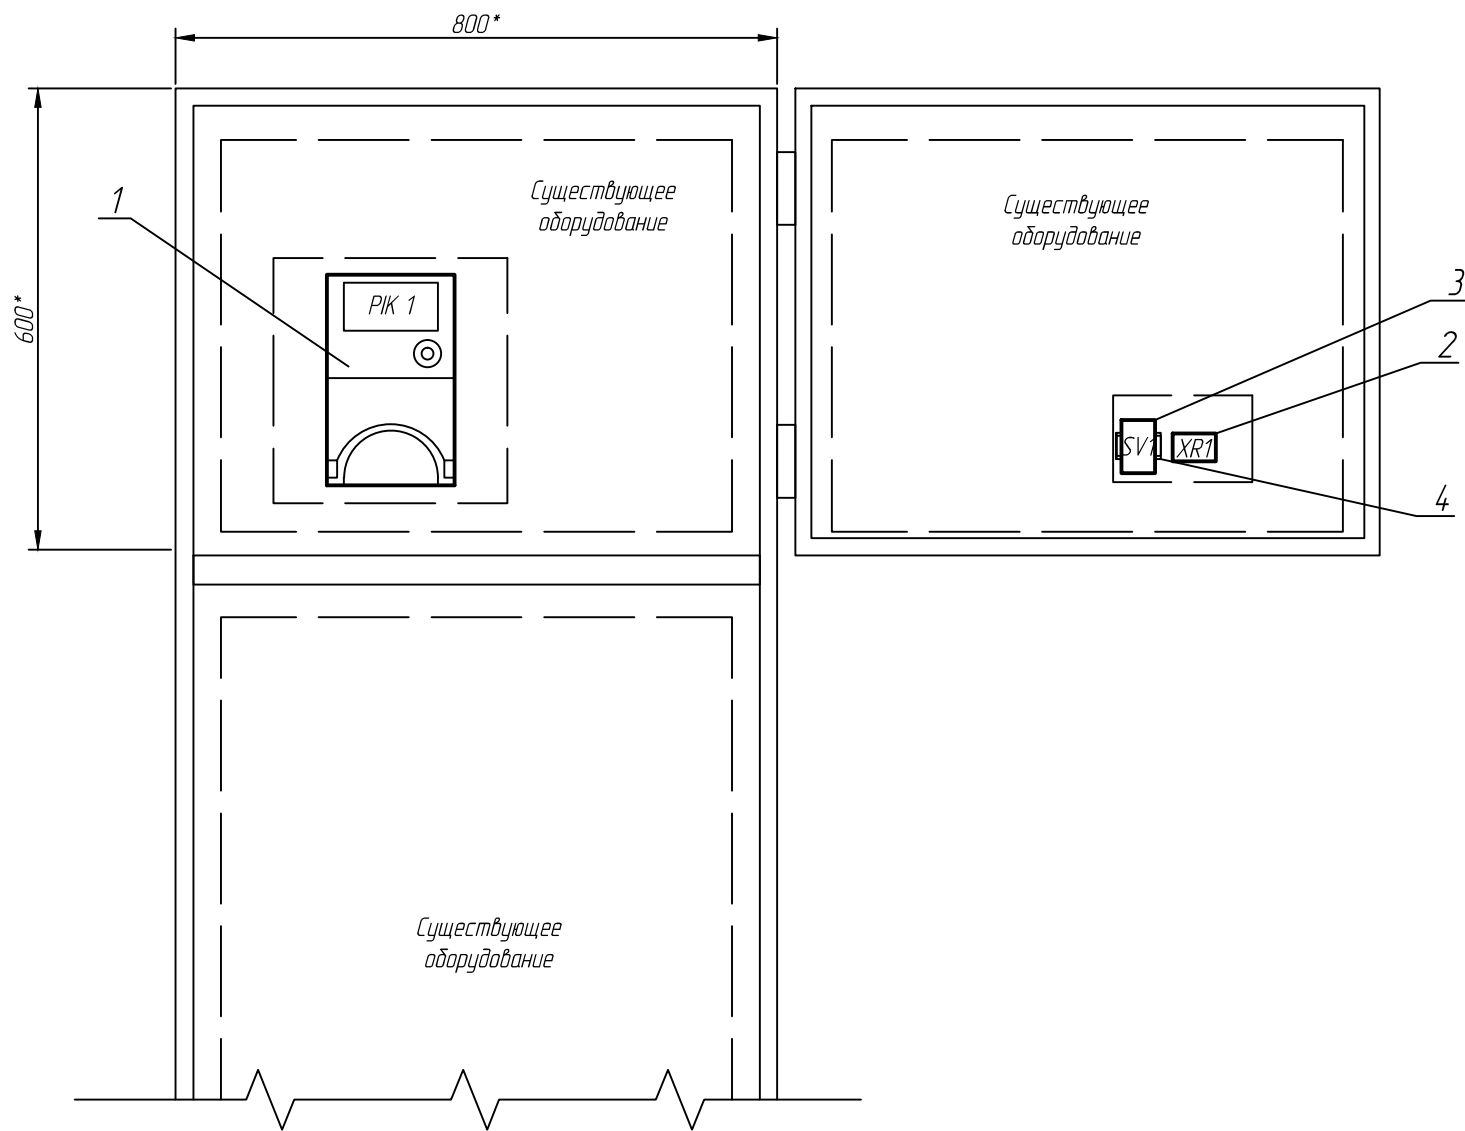 800*
Существующее
оборудование
Существующее
оборудование
1
3
600*
PIK 1
2
SV1
XR1
4
Существующее
оборудование